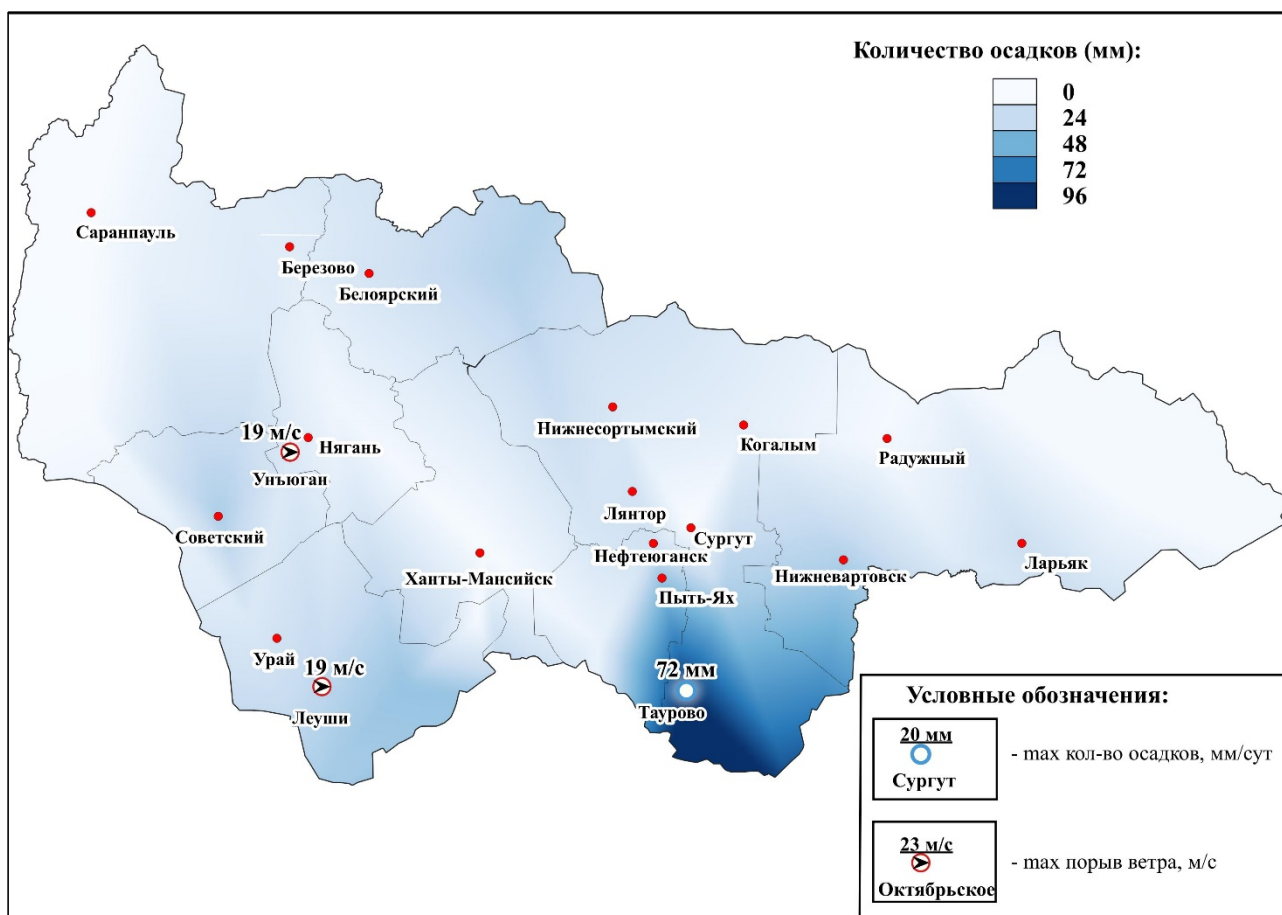 Количество осадков (мм):
0
24
48
72
96
Саранпауль
Березово
Белоярский
Нижнесортымский
Когалым
Радужный
19 м/с
Нягань
Унъюган
Советский
Лянтор
Сургут
Нефтеюганск
Ханты-Мансийск
Пыть-Ях
Нижневартовск
Ларьяк
Урай
19 м/с
Леуши
72 мм
Таурово
Условные обозначения:
20 мм
Сургут
- max кол-во осадков, мм/сут
23 м/с
Октябрьское
- max порыв ветра, м/с